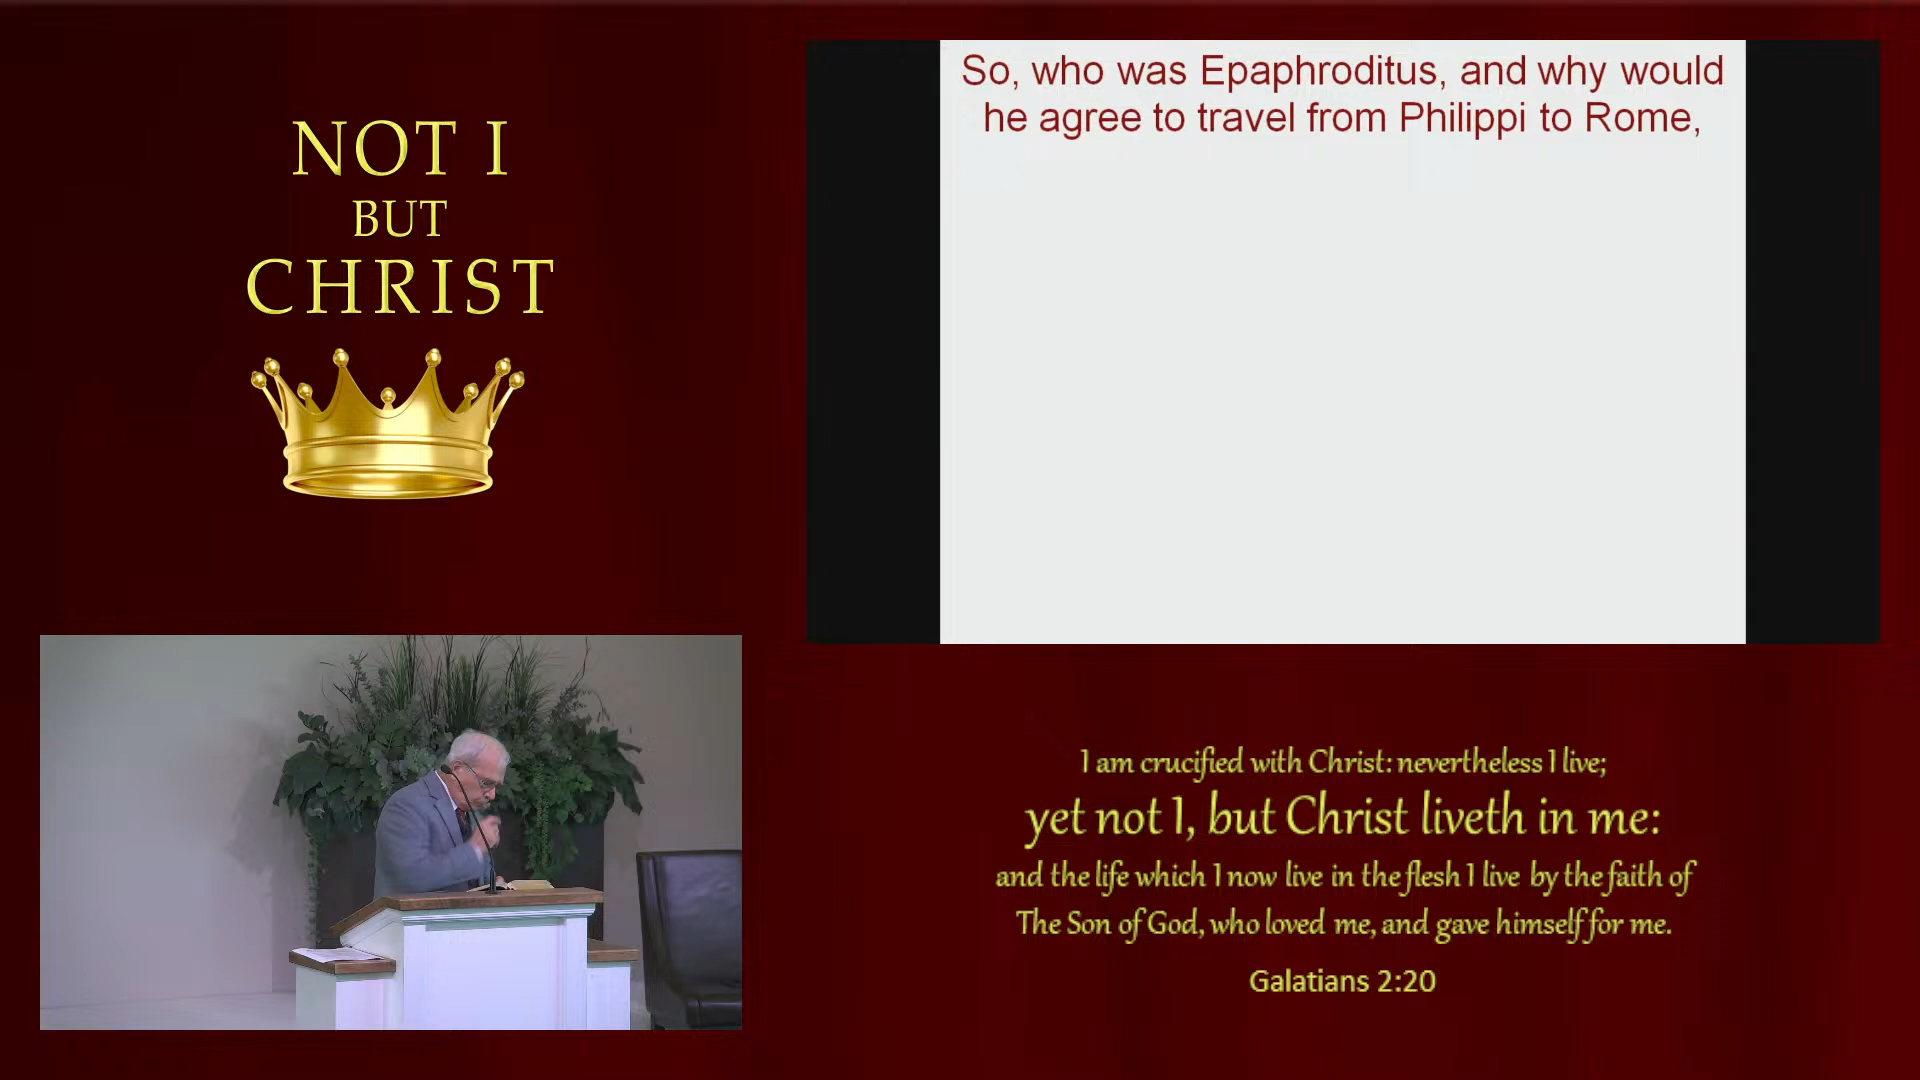 NOT I
BUT
CHRIST
So, who was Epaphroditus, and why would
he agree to travel from Philippi to Rome,
I am crucified with Christ: nevertheless I live;
yet not I, but Christ liveth in me:
and the life which I now live in the flesh I live by the faith of
The Son of God, who loved me, and gave himself for me.
Galatians 2:20